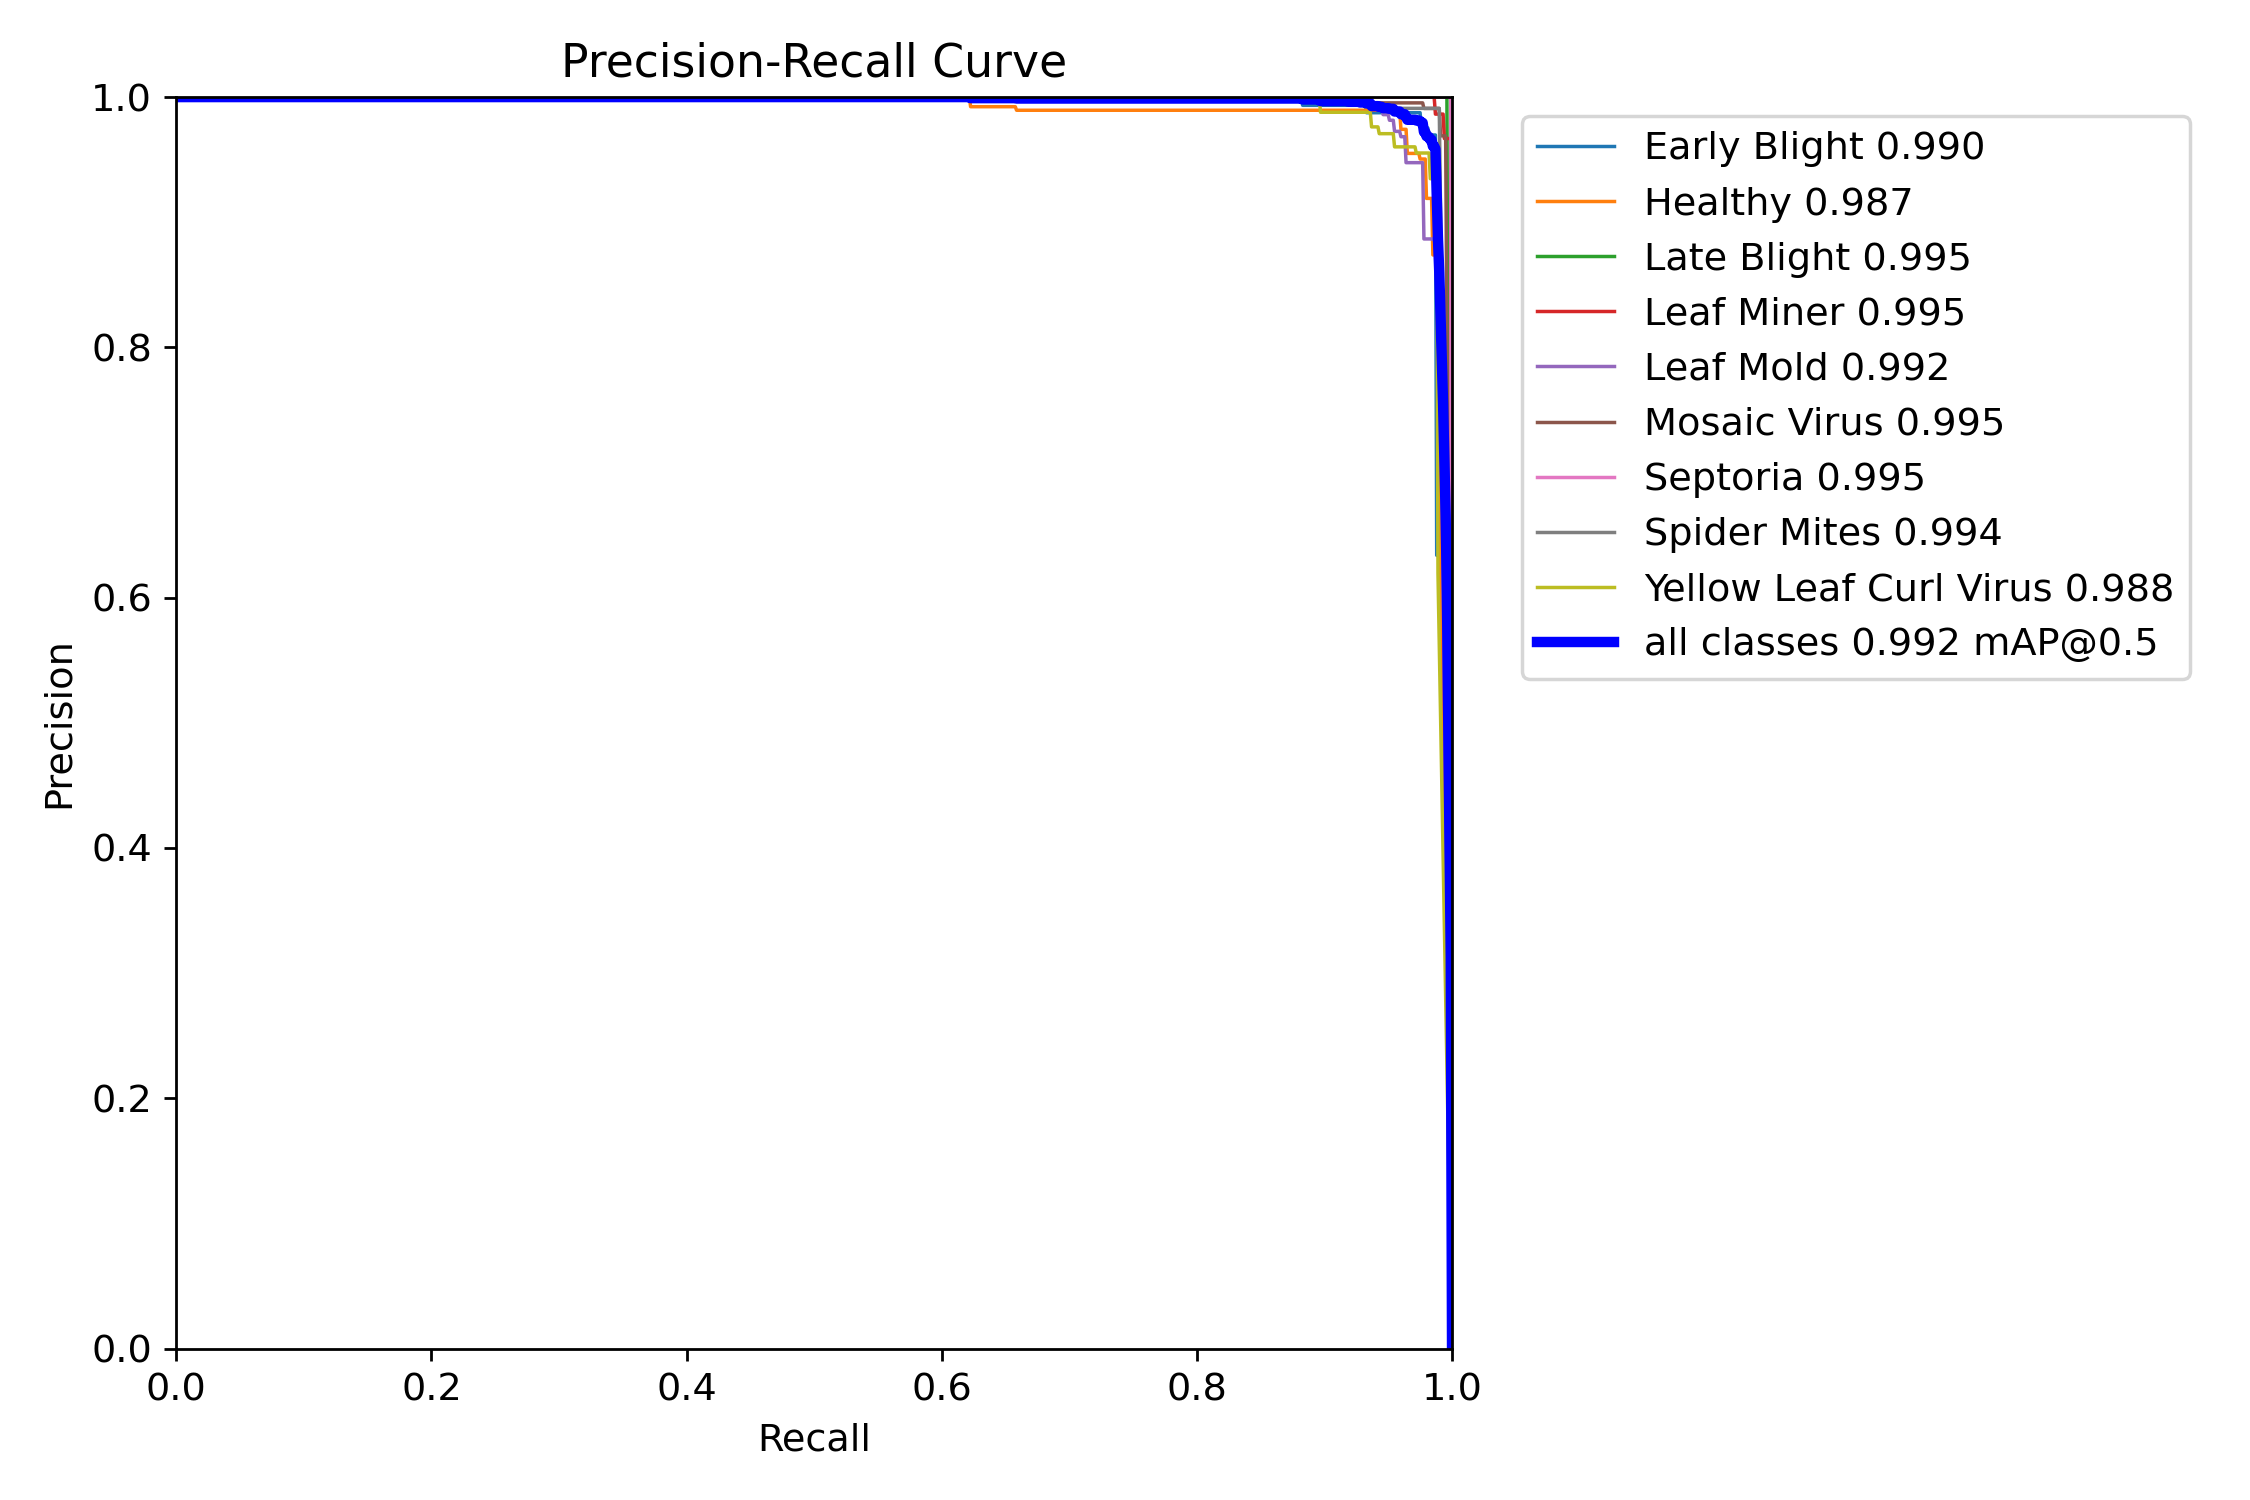 Precision-Recall Curve
1.0
0.8
0.6
0.4
0.2
0.0
Precision
0.0 0.2 0.4 0.6 0.8 1.0
Recall
Early Blight 0.990
Healthy 0.987
Late Blight 0.995
Leaf Miner 0.995
Leaf Mold 0.992
Mosaic Virus 0.995
Septoria 0.995
Spider Mites 0.994
Yellow Leaf Curl Virus 0.988
all classes 0.992 mAP@0.5